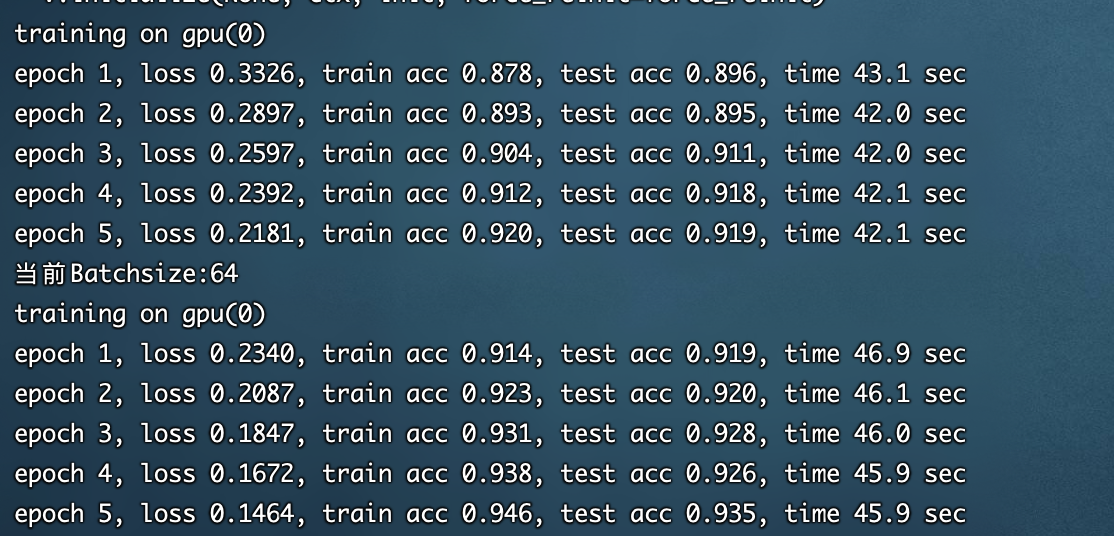 training on gpu(0)
epoch 1, loss 0.3326, train acc 0.878, test acc 0.896, time 43.1 sec
epoch 2, loss 0.2897, train acc 0.893, test acc 0.895, time 42.0 sec
epoch 3, loss 0.2597, train acc 0.904, test acc 0.911, time 42.0 sec
epoch 4, loss 0.2392, train acc 0.912, test acc 0.918, time 42.1 sec
epoch 5, loss 0.2181, train acc 0.920, test acc 0.919, time 42.1 sec
当前Batchsize:64
training on gpu(0)
epoch 1, loss 0.2340, train acc 0.914, test acc 0.919, time 46.9 sec
epoch 2, loss 0.2087, train acc 0.923, test acc 0.920, time 46.1 sec
epoch 3, loss 0.1847, train acc 0.931, test acc 0.928, time 46.0 sec
epoch 4, loss 0.1672, train acc 0.938, test acc 0.926, time 45.9 sec
epoch 5, loss 0.1464, train acc 0.946, test acc 0.935, time 45.9 sec